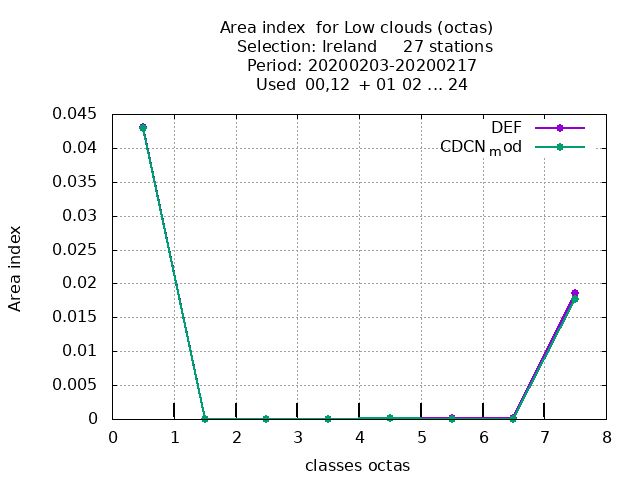 Area index  for Low clouds (octas)
Selection: Ireland     27 stations
Period: 20200203-20200217
Used  00,12  + 01 02 ... 24
DEF
CDCNmod
0.045
0.04
0.035
0.03
0.025
0.02
0.015
0.01
0.005
0
Area index
0 1 2 3 4 5 6 7 8
classes octas